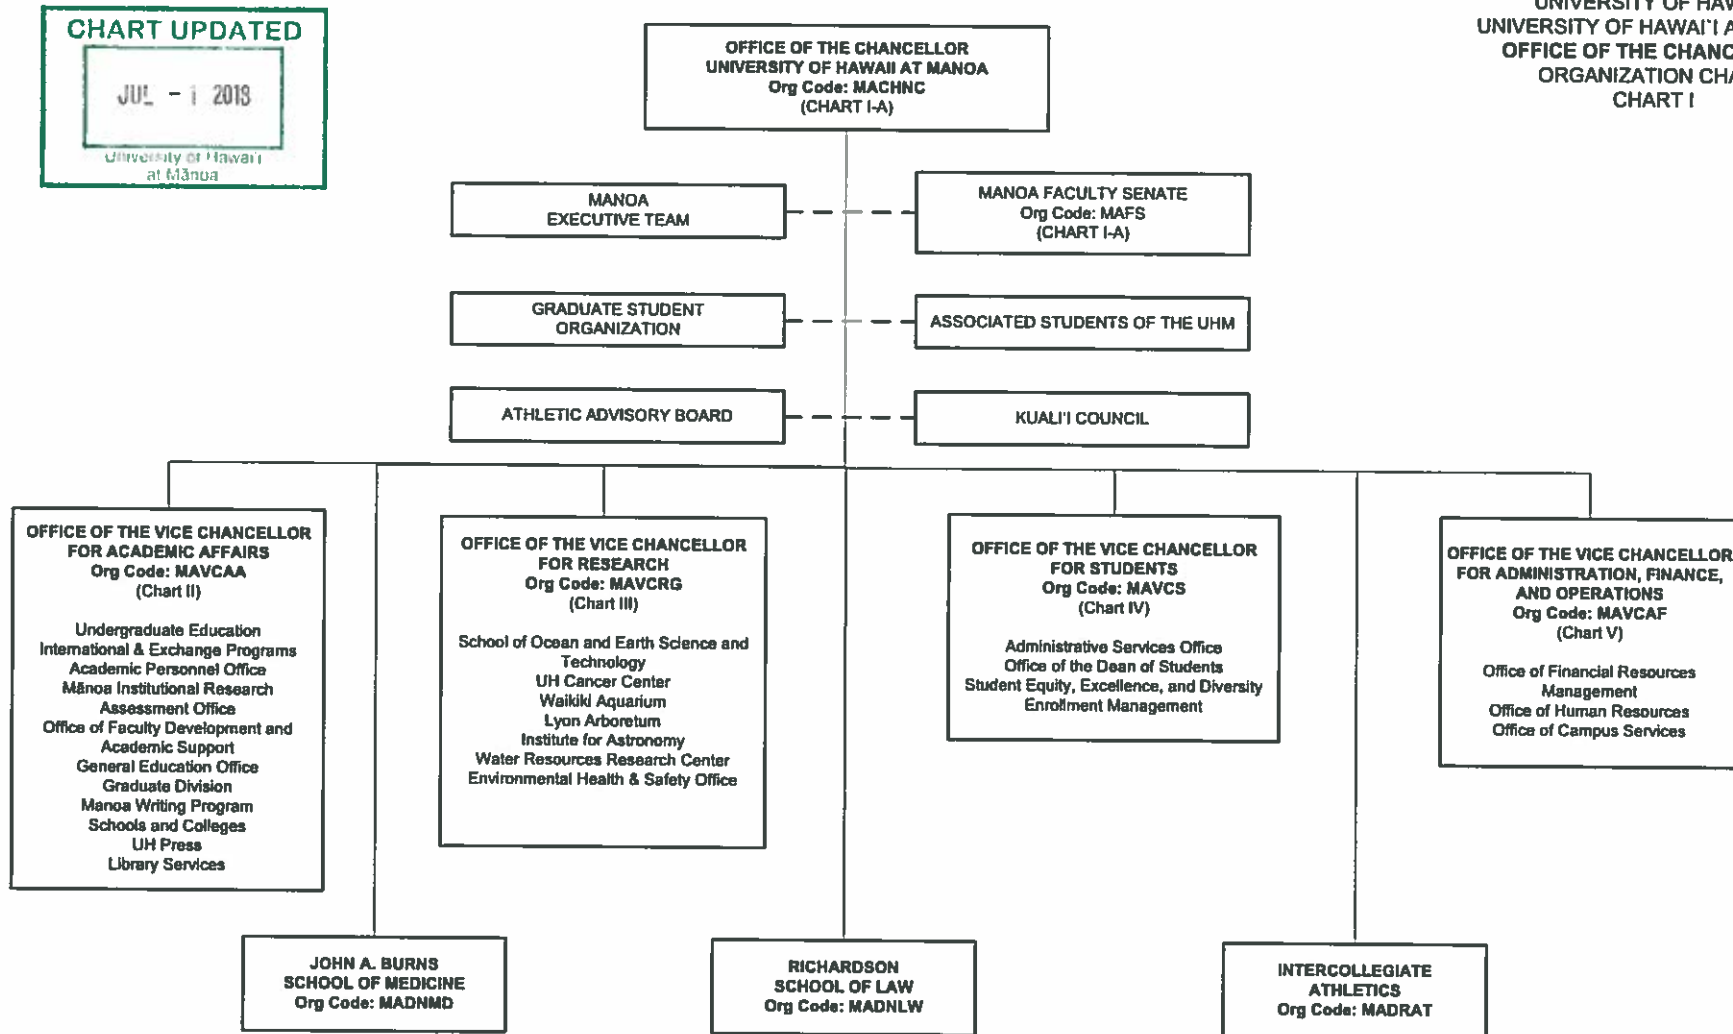 CHART UPDATED
JUL - 1 2013
University of Hawai'i
at Mānoa
UNIVERSITY OF HAW
UNIVERSITY OF HAWAI'I A
OFFICE OF THE CHANC
ORGANIZATION CHA
CHART I
OFFICE OF THE CHANCELLOR
UNIVERSITY OF HAWAII AT MANOA
Org Code: MACHNC
(CHART I-A)
MANOA
EXECUTIVE TEAM
MANOA FACULTY SENATE
Org Code: MAFS
(CHART I-A)
GRADUATE STUDENT
ORGANIZATION
ASSOCIATED STUDENTS OF THE UHM
ATHLETIC ADVISORY BOARD
KUALI'I COUNCIL
OFFICE OF THE VICE CHANCELLOR
FOR ACADEMIC AFFAIRS
Org Code: MAVCAA
(Chart II)
Undergraduate Education
International & Exchange Programs
Academic Personnel Office
Mānoa Institutional Research
Assessment Office
Office of Faculty Development and
Academic Support
General Education Office
Graduate Division
Manoa Writing Program
Schools and Colleges
UH Press
Library Services
OFFICE OF THE VICE CHANCELLOR
FOR RESEARCH
Org Code: MAVCRG
(Chart III)
School of Ocean and Earth Science and
Technology
UH Cancer Center
Waikiki Aquarium
Lyon Arboretum
Institute for Astronomy
Water Resources Research Center
Environmental Health & Safety Office
OFFICE OF THE VICE CHANCELLOR
FOR STUDENTS
Org Code: MAVCS
(Chart IV)
Administrative Services Office
Office of the Dean of Students
Student Equity, Excellence, and Diversity
Enrollment Management
OFFICE OF THE VICE CHANCELLOR
FOR ADMINISTRATION, FINANCE,
AND OPERATIONS
Org Code: MAVCAF
(Chart V)
Office of Financial Resources
Management
Office of Human Resources
Office of Campus Services
JOHN A. BURNS
SCHOOL OF MEDICINE
Org Code: MADNMD
RICHARDSON
SCHOOL OF LAW
Org Code: MADNLW
INTERCOLLEGIATE
ATHLETICS
Org Code: MADRAT